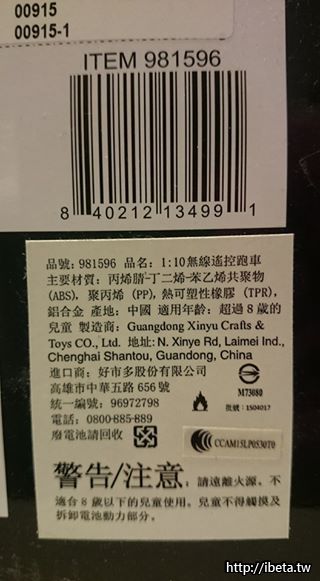 00915
00915-1
ITEM 981596
8 40212 13499 1
品號: 981596 品名: 1:10無線遙控跑車
主要材質: 丙烯腈-丁二烯-苯乙烯共聚物
(ABS), 聚丙烯 (PP), 熱可塑性橡膠 (TPR),
鋁合金 產地: 中國 適用年齡: 超過 8 歲的
兒童 製造商: Guangdong Xinyu Crafts &
Toys CO., Ltd. 地址: N. Xinye Rd, Laimei Ind.,
Chenghai Shantou, Guandong, China
進口商: 好市多股份有限公司
高雄市中華五路 656 號
統一編號: 96972798
電話: 0800-885-889
廢電池請回收
M73080
批號: 1504017
CCAM15LP0530T0
警告/注意, 請遠離火源。不
適合 8 歲以下的兒童使用。兒童不得觸摸及
拆卸電池動力部分。
http://ibeta.tw